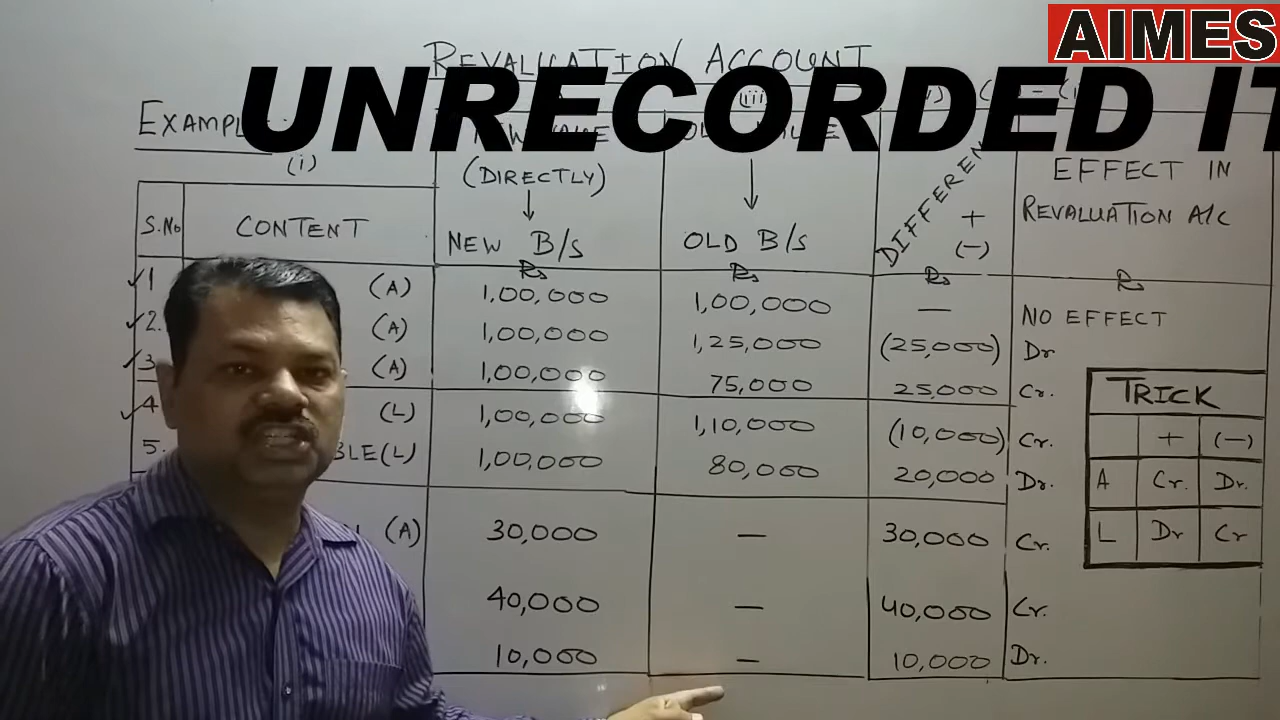 AIMES
REVALUATION ACCOUNT
UNRECORDED IT
EXAMPL
(i) (iii)
(DIRECTLY) DIFFEREN EFFECT IN
S.No CONTENT NEW B/S OLD B/S + (-) REVALUATION A/C
Rs Rs Rs Rs
1 (A) 1,00,000 1,00,000 — NO EFFECT
2. (A) 1,00,000 1,25,000 (25,000) Dr
3 (A) 1,00,000 75,000 25,000 Cr.
4 (L) 1,00,000 1,10,000 (10,000) Cr.
5. BLE(L) 1,00,000 80,000 20,000 Dr.
(A) 30,000 — 30,000 Cr.
40,000 — 40,000 Cr.
10,000 — 10,000 Dr.
TRICK
+ (-)
A Cr. Dr.
L Dr Cr